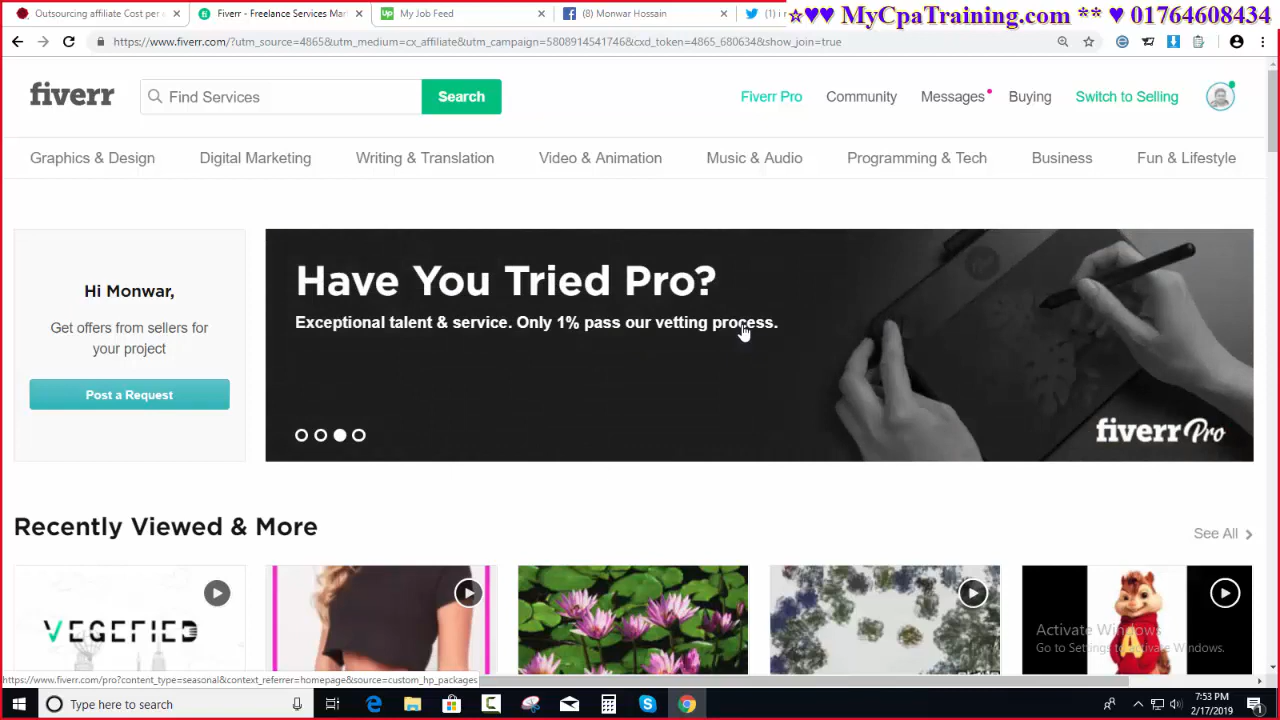 Outsourcing affiliate Cost per
Fiverr - Freelance Services Mar
My Job Feed
(8) Monwar Hossain
☆♥♥ MyCpaTraining.com ** ♥ 01764608434
https://www.fiverr.com/?utm_source=4865&utm_medium=cx_affiliate&utm_campaign=5808914541746&cxd_token=4865_680634&show_join=true
fiverr
Find Services
Search
Fiverr Pro
Community
Messages
Buying
Switch to Selling
Graphics & Design
Digital Marketing
Writing & Translation
Video & Animation
Music & Audio
Programming & Tech
Business
Fun & Lifestyle
Hi Monwar,
Get offers from sellers for
your project
Post a Request
Have You Tried Pro?
Exceptional talent & service. Only 1% pass our vetting process.
fiverr Pro
Recently Viewed & More
See All
VEGEFIED
A
Activate Windows
Go to Settings to activate Windows.
https://www.fiverr.com/pro?content_type=seasonal&context_referrer=homepage&source=custom_hp_packages
Type here to search
7:53 PM
2/17/2019